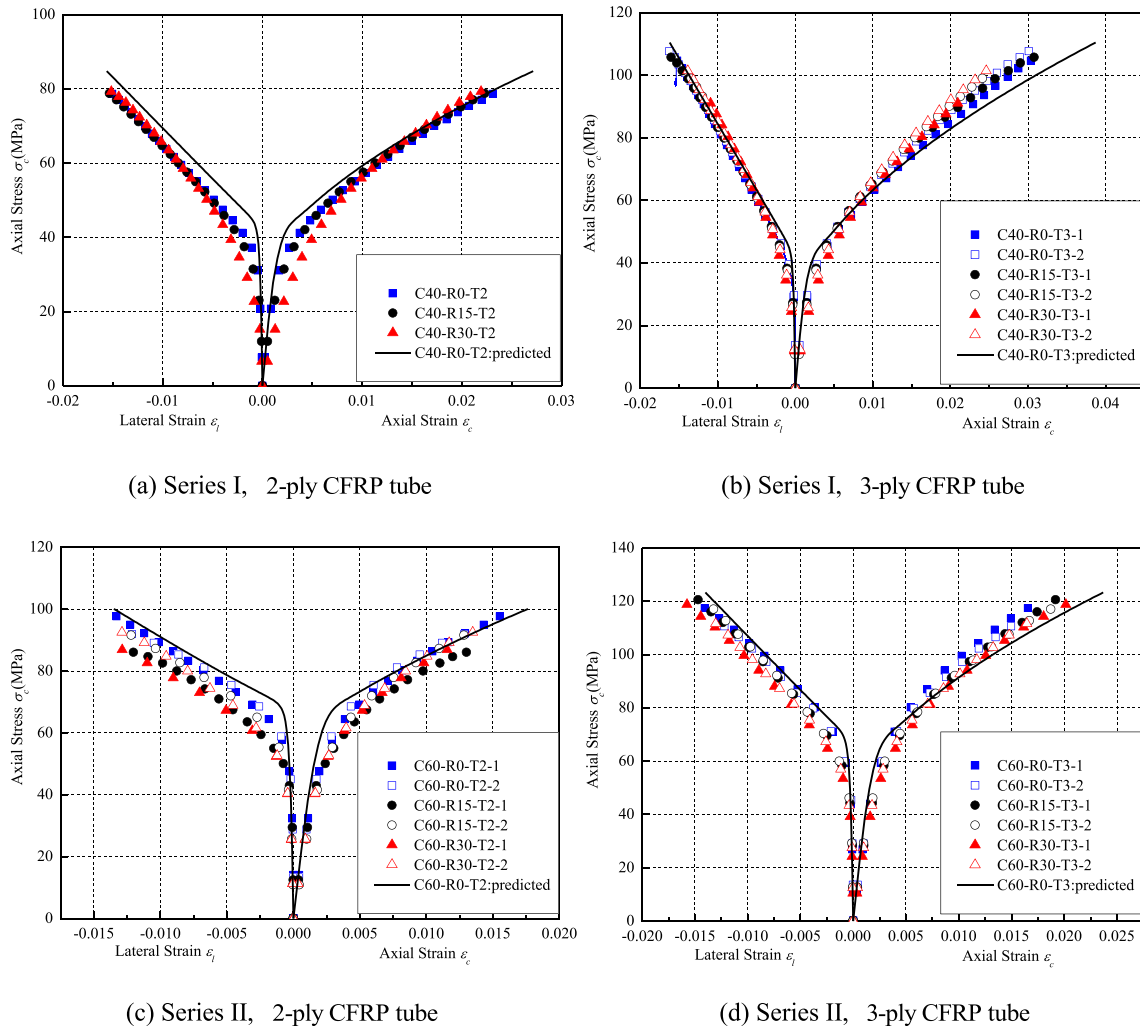 100
80
60
40
20
0
Axial Stress σc(MPa)
C40-R0-T2
C40-R15-T2
C40-R30-T2
C40-R0-T2:predicted
-0.02 -0.01 0.00 0.01 0.02 0.03
Lateral Strain εl Axial Strain εc
(a) Series I, 2-ply CFRP tube
120
100
80
60
40
20
0
Axial Stress σc(MPa)
C40-R0-T3-1
C40-R0-T3-2
C40-R15-T3-1
C40-R15-T3-2
C40-R30-T3-1
C40-R30-T3-2
C40-R0-T3:predicted
-0.02 -0.01 0.00 0.01 0.02 0.03 0.04
Lateral Strain εl Axial Strain εc
(b) Series I, 3-ply CFRP tube
120
100
80
60
40
20
0
Axial Stress σc(MPa)
C60-R0-T2-1
C60-R0-T2-2
C60-R15-T2-1
C60-R15-T2-2
C60-R30-T2-1
C60-R30-T2-2
C60-R0-T2:predicted
-0.015 -0.010 -0.005 0.000 0.005 0.010 0.015 0.020
Lateral Strain εl Axial Strain εc
(c) Series II, 2-ply CFRP tube
140
120
100
80
60
40
20
0
Axial Stress σc(MPa)
C60-R0-T3-1
C60-R0-T3-2
C60-R15-T3-1
C60-R15-T3-2
C60-R30-T3-1
C60-R30-T3-2
C60-R0-T3:predicted
-0.020 -0.015 -0.010 -0.005 0.000 0.005 0.010 0.015 0.020 0.025
Lateral Strain εl Axial Strain εc
(d) Series II, 3-ply CFRP tube